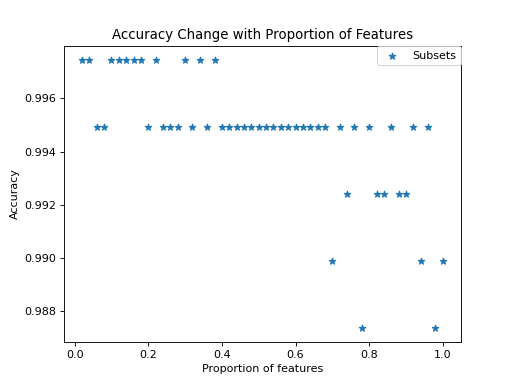 Accuracy Change with Proportion of Features
Subsets
0.996
0.994
0.992
0.990
0.988
Accuracy
0.0 0.2 0.4 0.6 0.8 1.0
Proportion of features